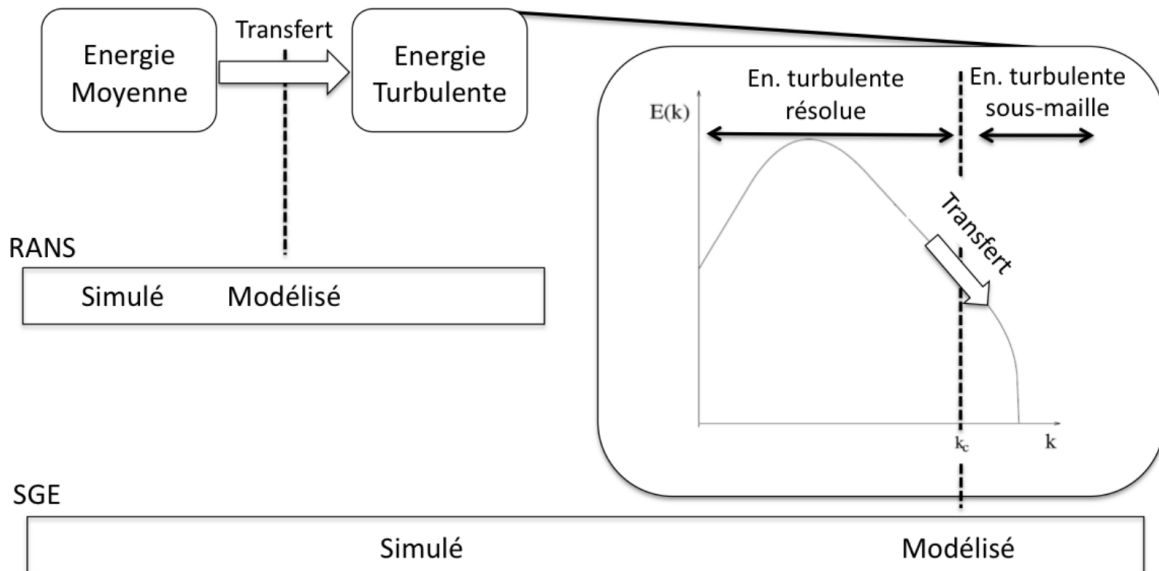 Transfert
Energie
Moyenne
Energie
Turbulente
En. turbulente
résolue
En. turbulente
sous-maille
E(k)
Transfert
k_c
k
RANS
Simulé Modélisé
SGE
Simulé Modélisé